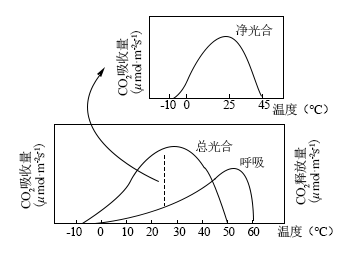 净光合
CO₂吸收量
(μmol·m⁻²s⁻¹)
-10 0 25 45 温度(℃)
总光合
呼吸
CO₂吸收量
(μmol·m⁻²s⁻¹)
CO₂释放量
(μmol·m⁻²s⁻¹)
-10 0 10 20 30 40 50 60 温度(℃)